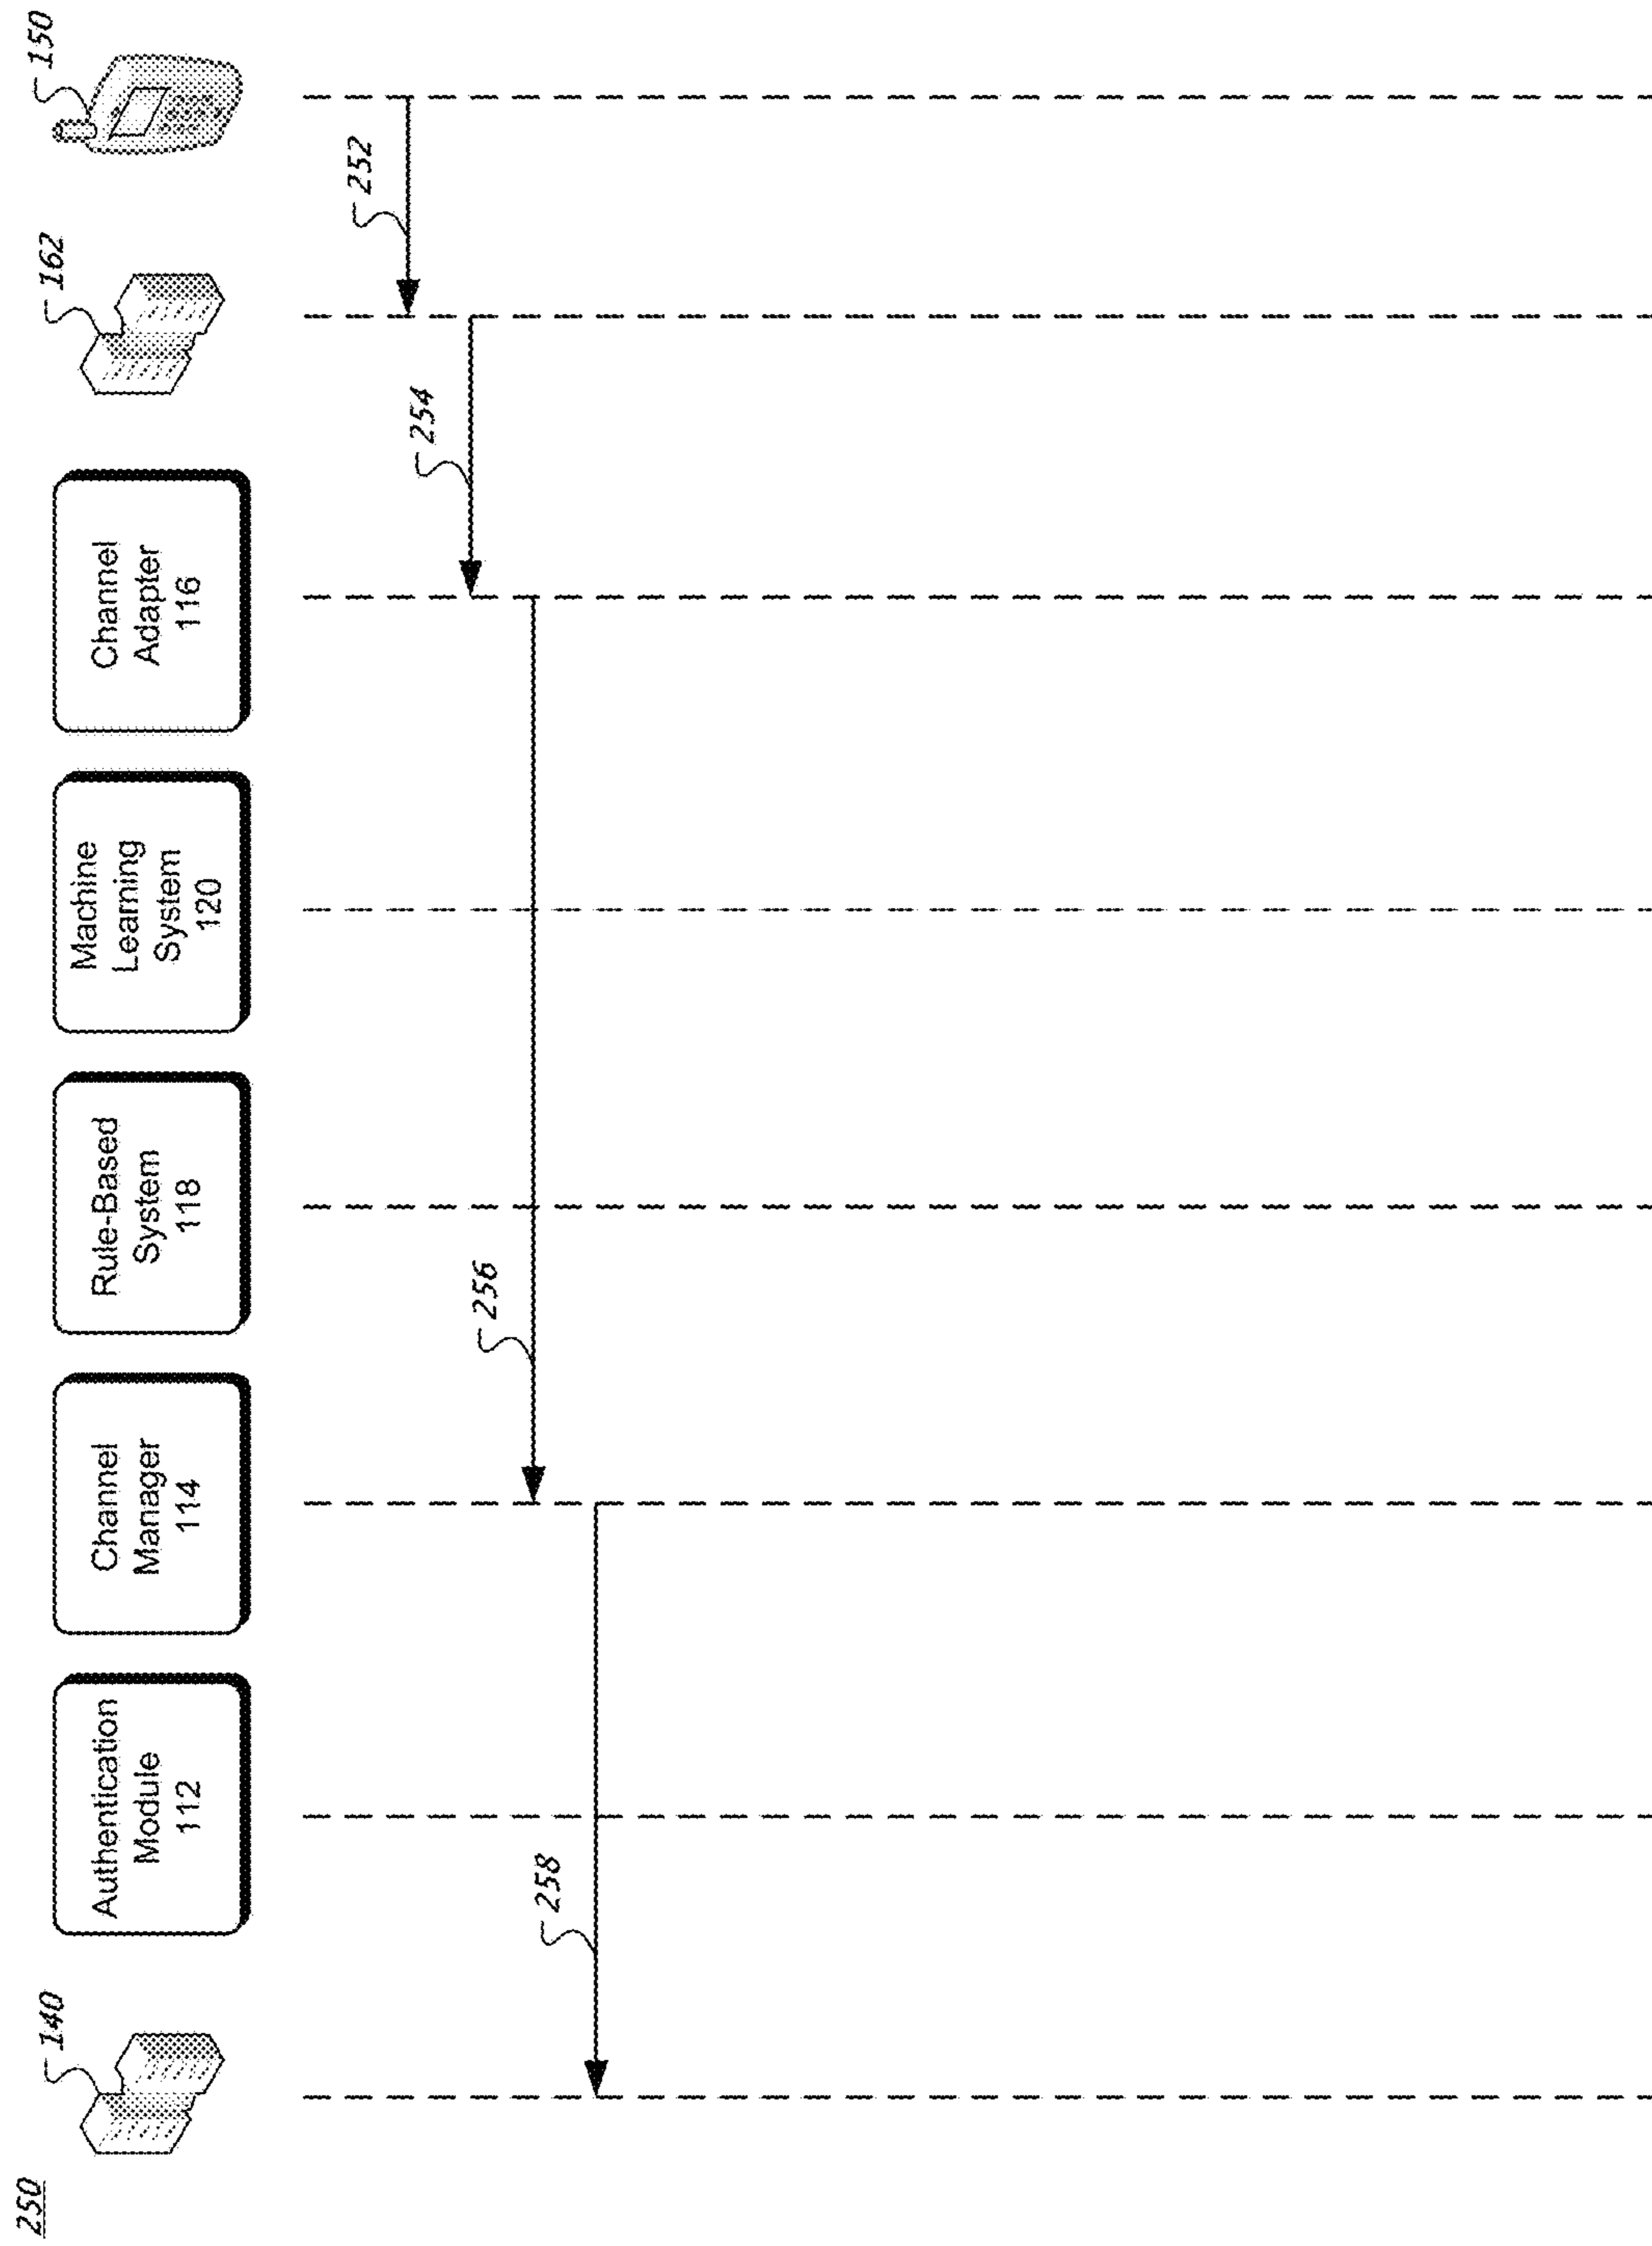 250
140
Authentication
Module
112
Channel
Manager
114
Rule-Based
System
118
Machine
Learning
System
120
Channel
Adapter
116
162
150
252
254
256
258